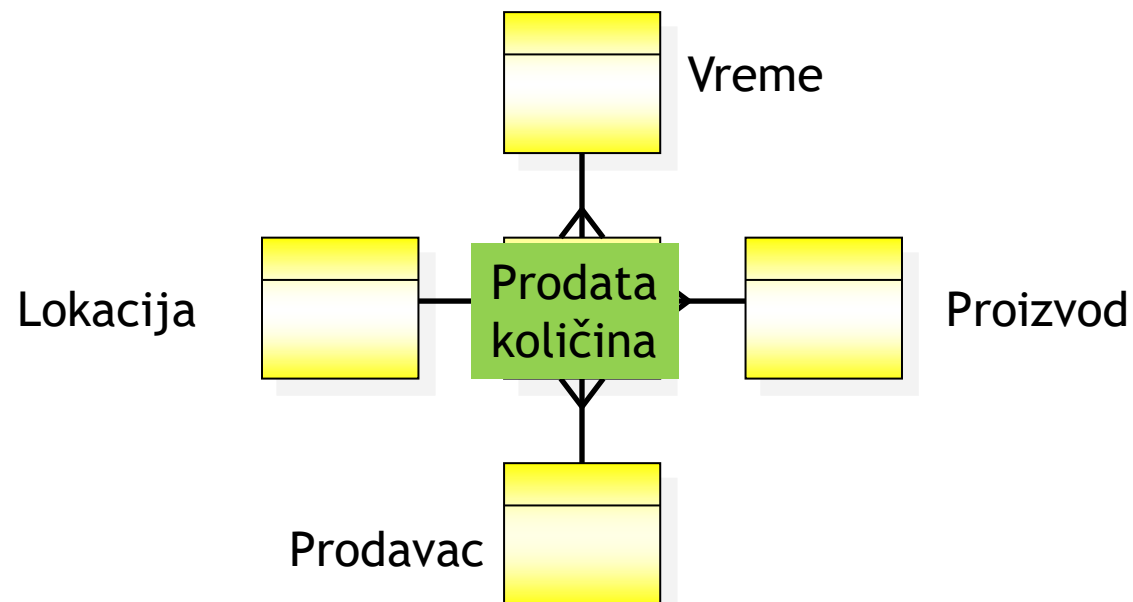 Vreme
Lokacija
Prodata
količina
Proizvod
Prodavac